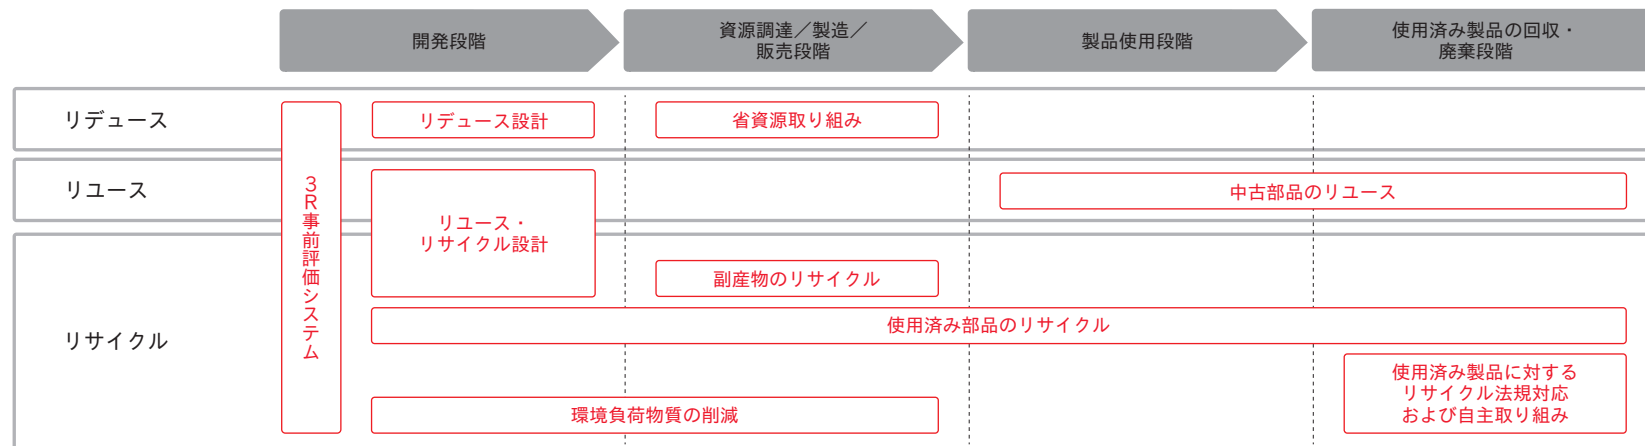 開発段階
資源調達／製造／
販売段階
製品使用段階
使用済み製品の回収・
廃棄段階
リデュース
3R事前評価システム
リデュース設計
省資源取り組み
リユース
リユース・
リサイクル設計
中古部品のリユース
リサイクル
副産物のリサイクル
使用済み部品のリサイクル
環境負荷物質の削減
使用済み製品に対する
リサイクル法規対応
および自主取り組み